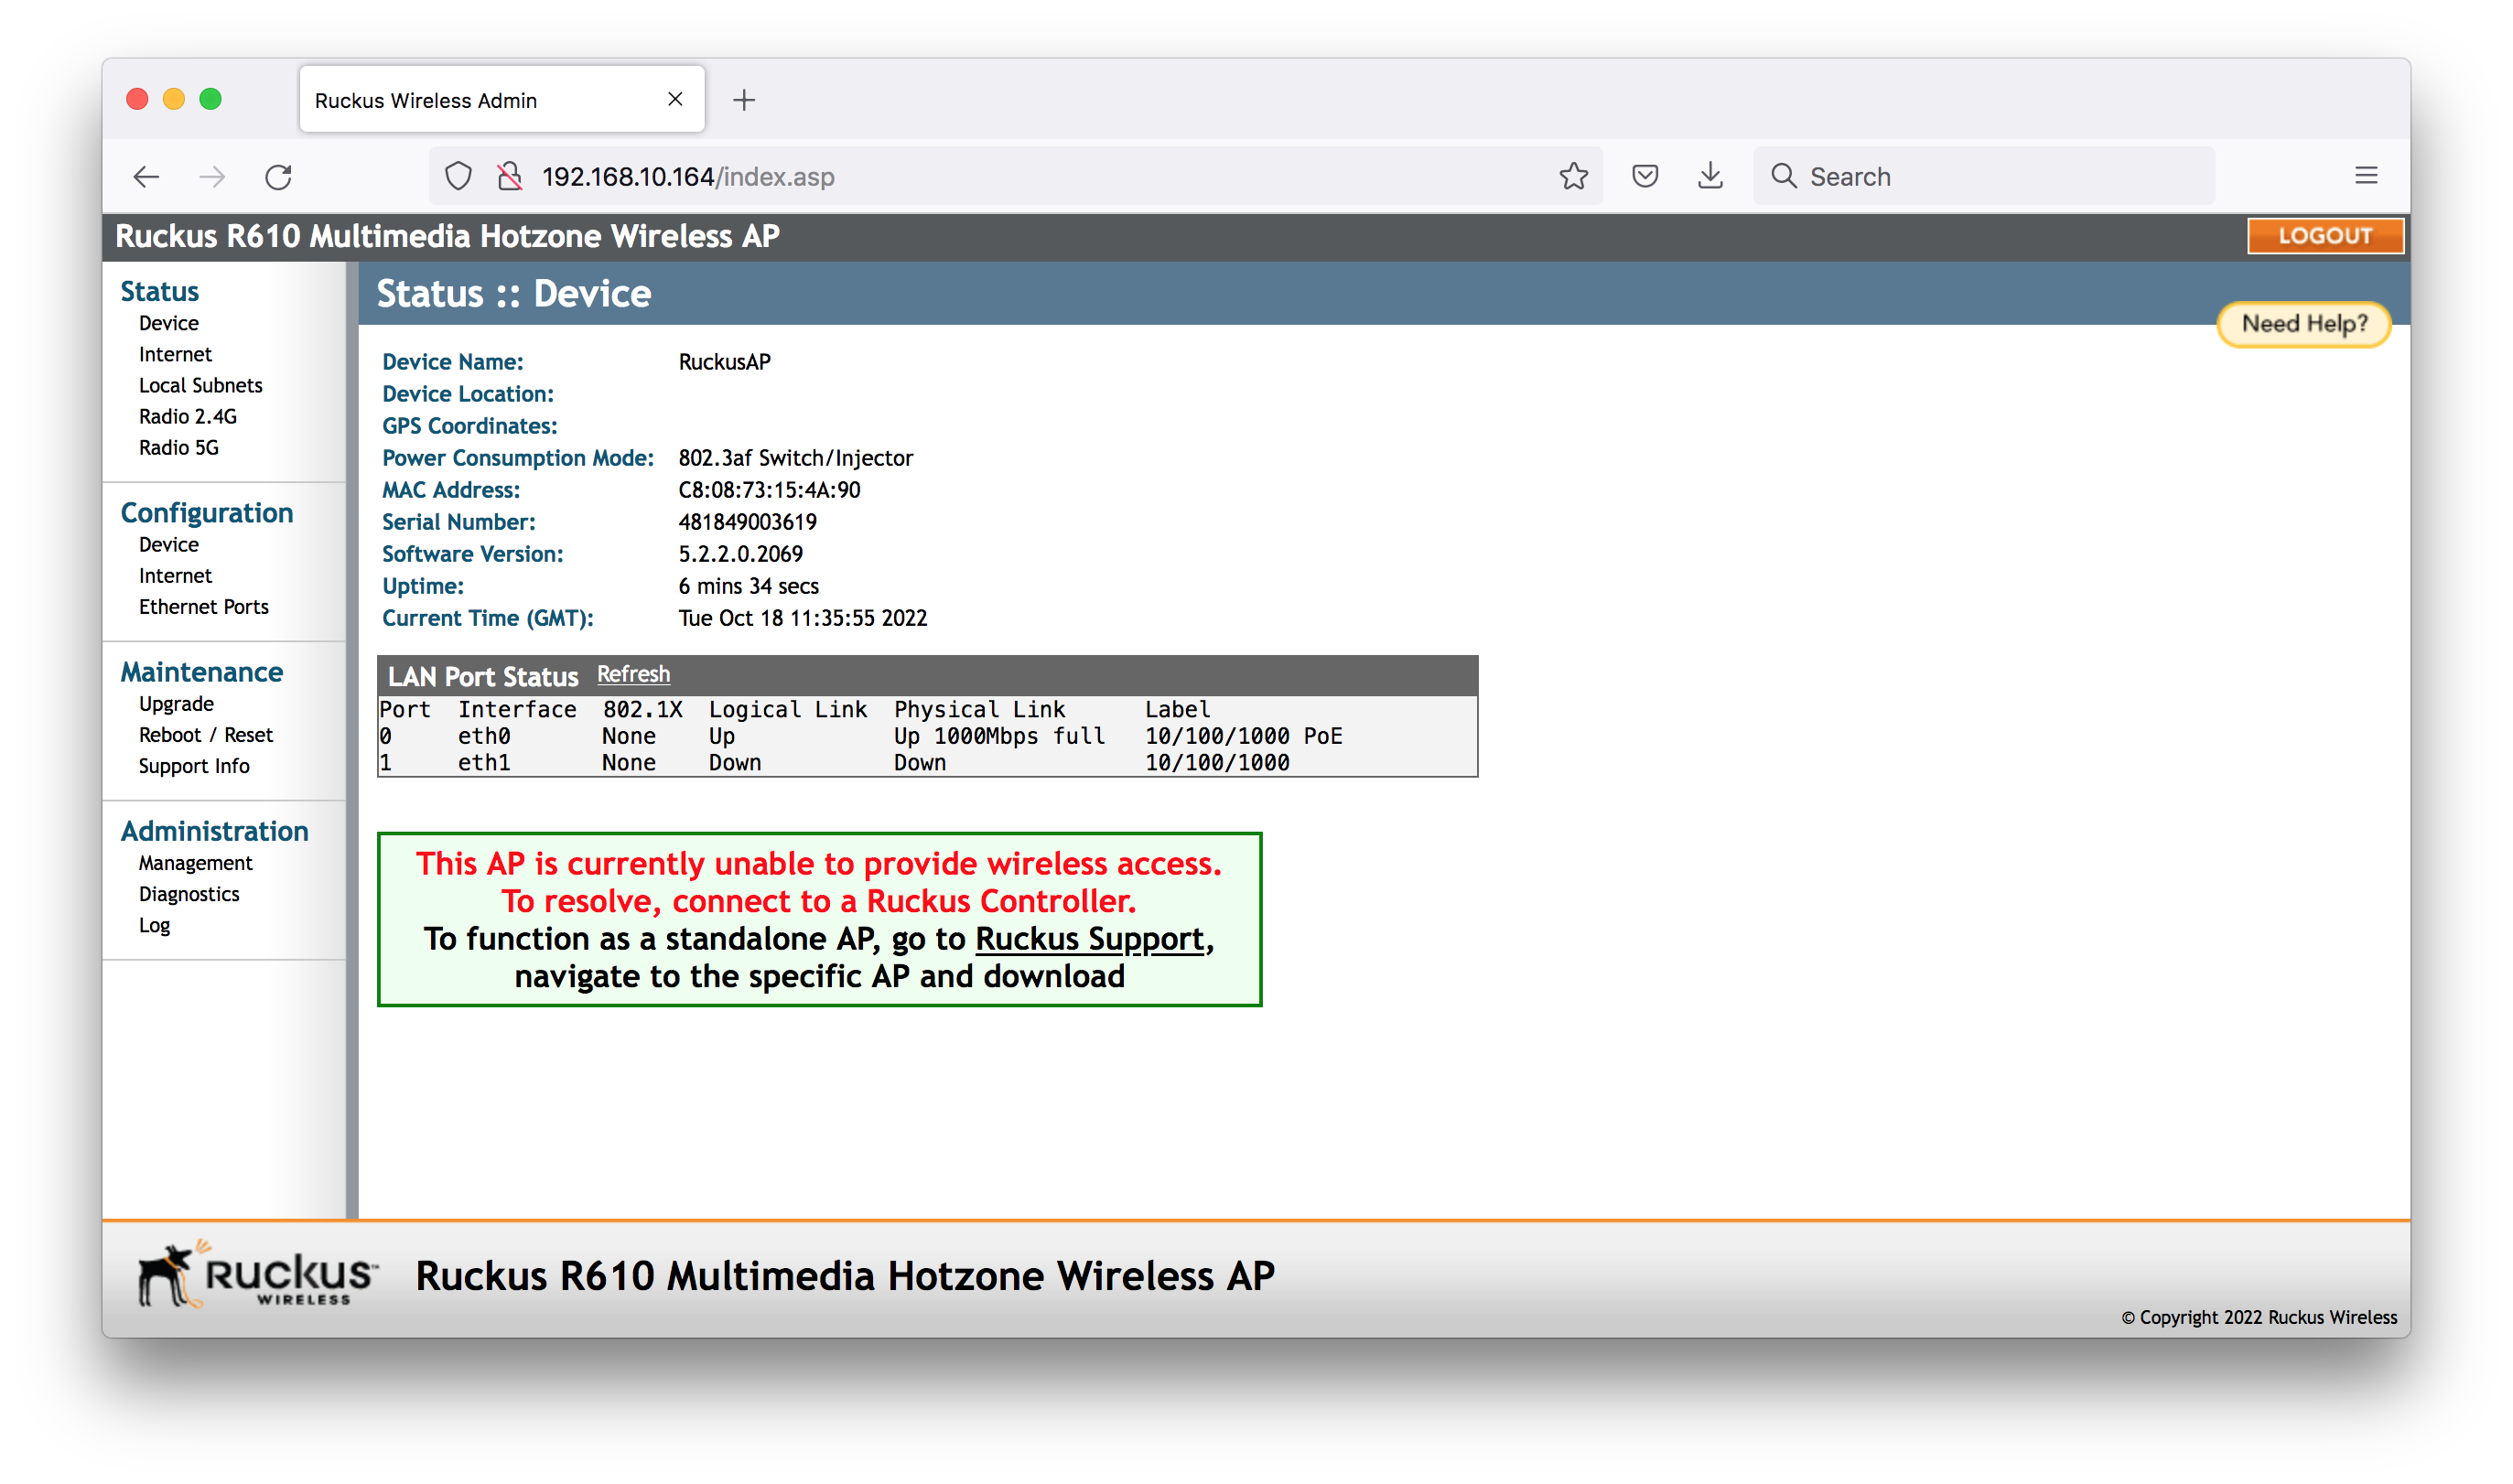 Ruckus Wireless Admin
192.168.10.164/index.asp
Search
Ruckus R610 Multimedia Hotzone Wireless AP
LOGOUT
Status
Device
Internet
Local Subnets
Radio 2.4G
Radio 5G
Configuration
Device
Internet
Ethernet Ports
Maintenance
Upgrade
Reboot / Reset
Support Info
Administration
Management
Diagnostics
Log
Status :: Device
Need Help?
Device Name: RuckusAP
Device Location:
GPS Coordinates:
Power Consumption Mode: 802.3af Switch/Injector
MAC Address: C8:08:73:15:4A:90
Serial Number: 481849003619
Software Version: 5.2.2.0.2069
Uptime: 6 mins 34 secs
Current Time (GMT): Tue Oct 18 11:35:55 2022
LAN Port Status Refresh
Port Interface 802.1X Logical Link Physical Link Label
0 eth0 None Up Up 1000Mbps full 10/100/1000 PoE
1 eth1 None Down Down 10/100/1000
This AP is currently unable to provide wireless access.
To resolve, connect to a Ruckus Controller.
To function as a standalone AP, go to Ruckus Support,
navigate to the specific AP and download
RUCKUS™
WIRELESS
Ruckus R610 Multimedia Hotzone Wireless AP
© Copyright 2022 Ruckus Wireless